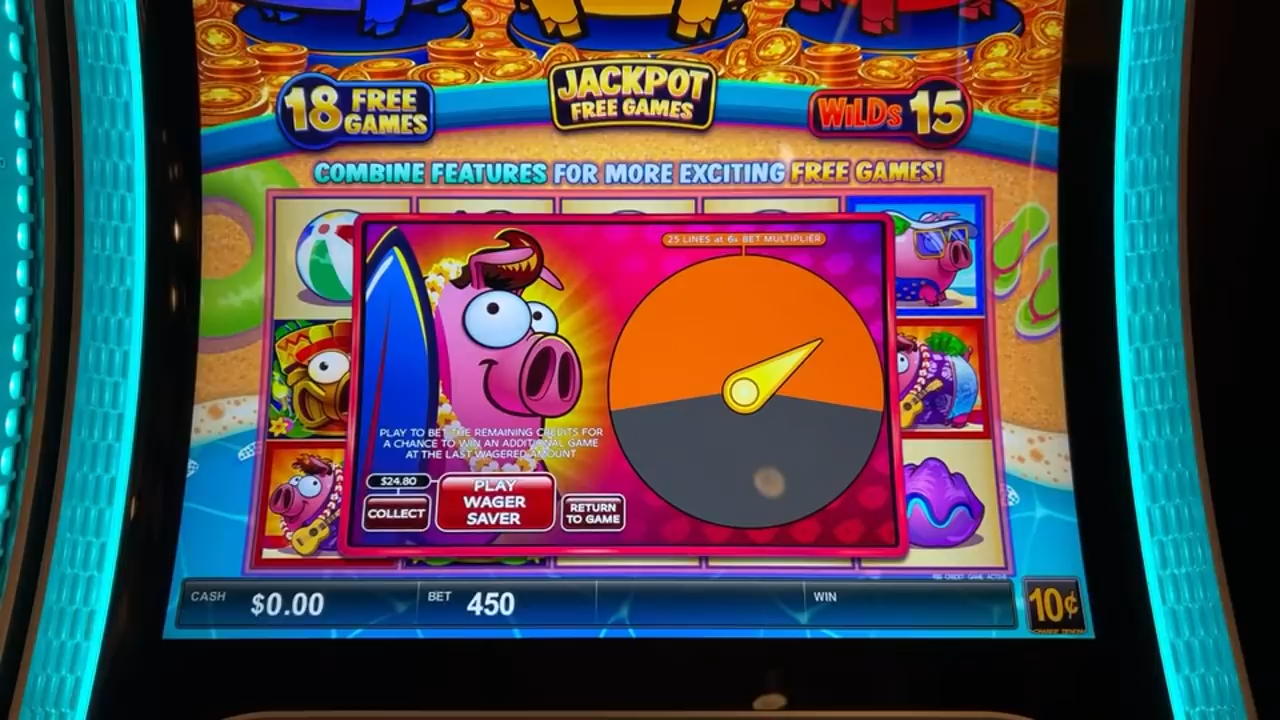 18 FREE GAMES
JACKPOT
FREE GAMES
WILDS 15
COMBINE FEATURES FOR MORE EXCITING FREE GAMES!
25 LINES at 6x BET MULTIPLIER
PLAY TO BET THE REMAINING CREDITS FOR
A CHANCE TO WIN AN ADDITIONAL GAME
AT THE LAST WAGERED AMOUNT
$24.80
COLLECT
PLAY
WAGER
SAVER
RETURN
TO GAME
CASH $0.00
BET 450
WIN
10¢